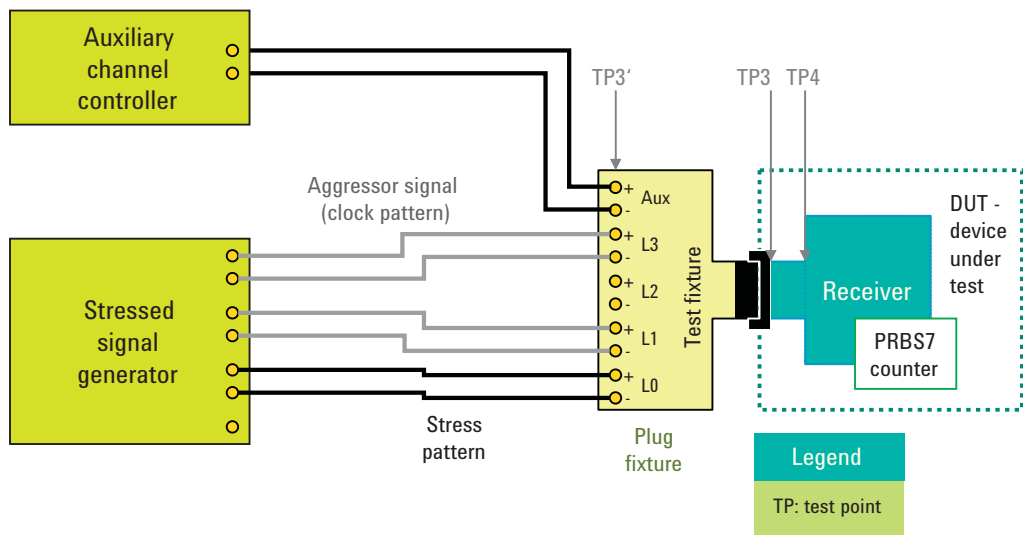 Auxiliary
channel
controller
TP3′
TP3
TP4
Aggressor signal
(clock pattern)
+
Aux
-
+
L3
-
+
L2
-
+
L1
-
+
L0
-
Test fixture
DUT -
device
under
test
Receiver
PRBS7
counter
Stressed
signal
generator
Stress
pattern
Plug
fixture
Legend
TP: test point